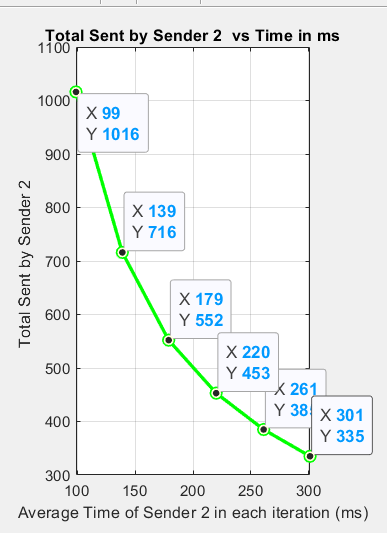 Total Sent by Sender 2 vs Time in ms
1100
1000
900
800
700
600
500
400
300
Total Sent by Sender 2
X 99
Y 1016
X 139
Y 716
X 179
Y 552
X 220
Y 453
X 261
Y 385
X 301
Y 335
100
150
200
250
300
Average Time of Sender 2 in each iteration (ms)